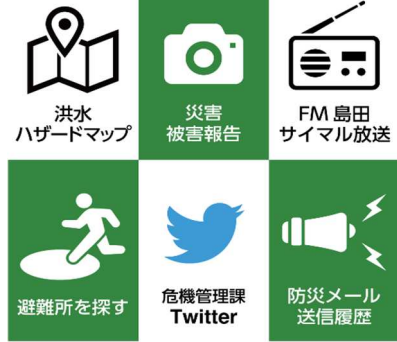 洪水
ハザードマップ
災害
被害報告
FM 島田
サイマル放送
避難所を探す
危機管理課
Twitter
防災メール
送信履歴